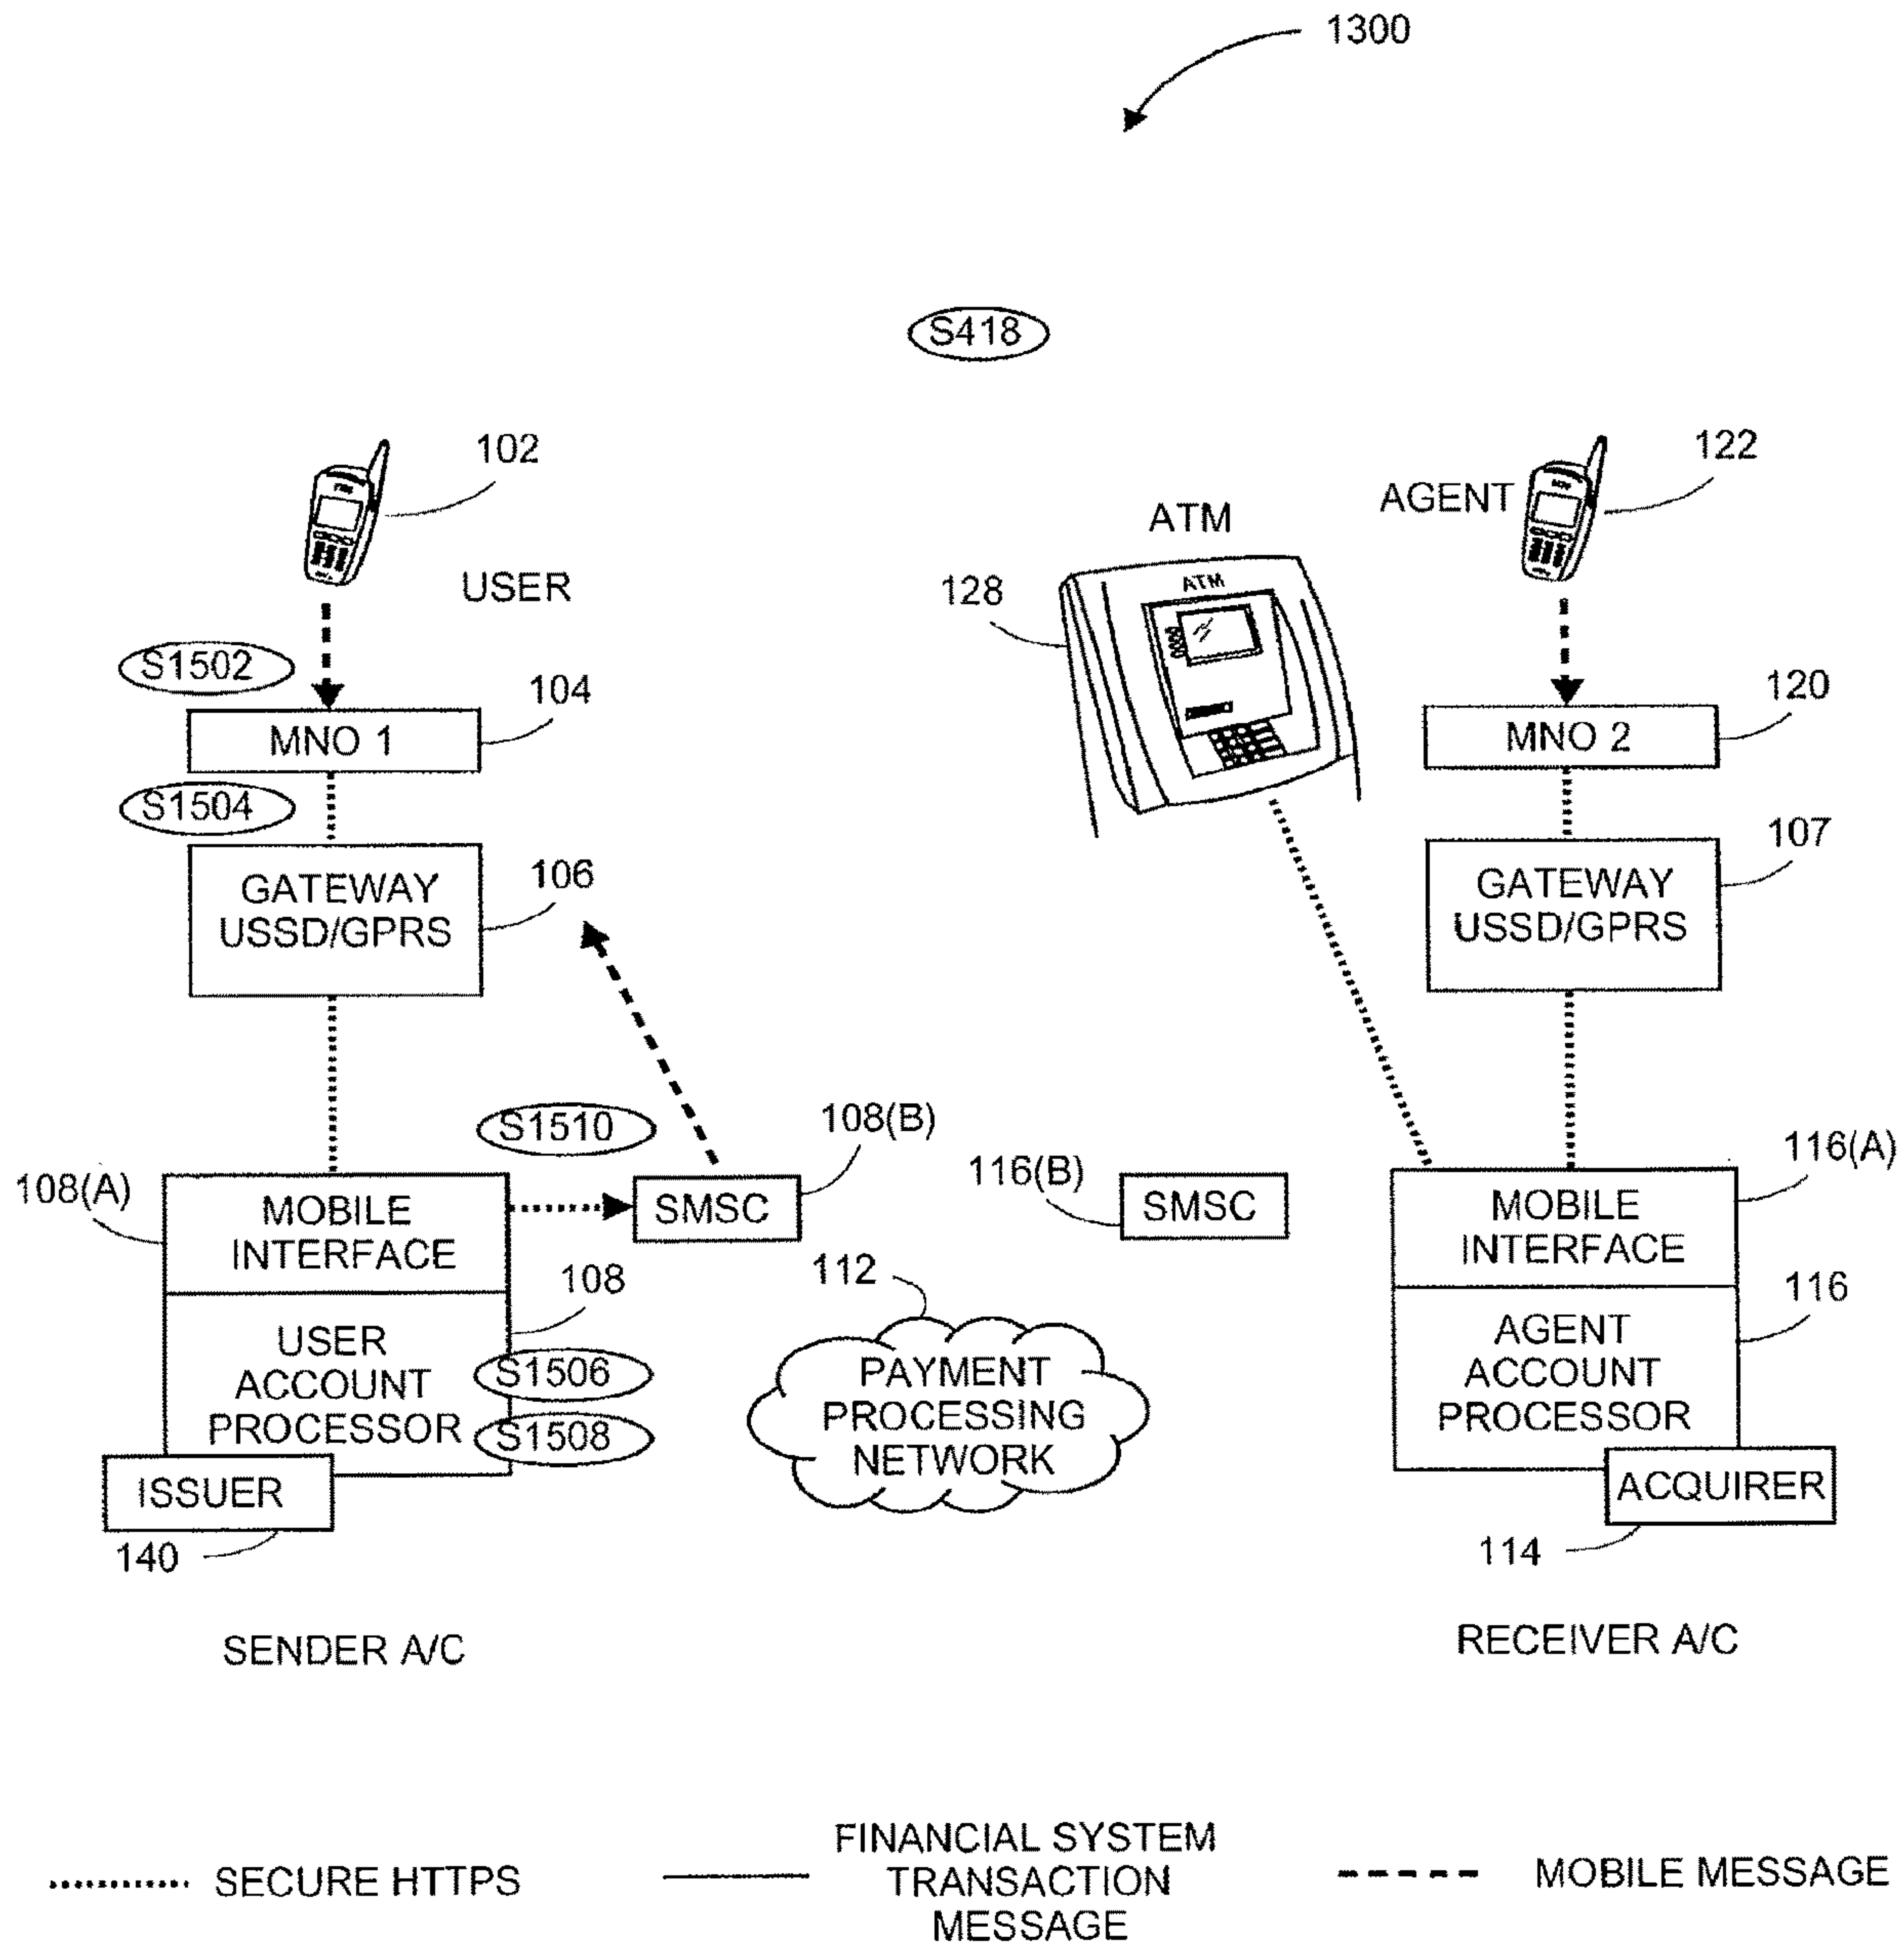 1300
S418
102
122
AGENT
ATM
USER
128
ATM
S1502
104
120
MNO 1
MNO 2
S1504
107
106
GATEWAY
USSD/GPRS
GATEWAY
USSD/GPRS
S1510
108(B)
116(A)
108(A)
116(B)
MOBILE
INTERFACE
SMSC
SMSC
MOBILE
INTERFACE
108
112
116
USER
ACCOUNT
PROCESSOR
S1506
S1508
PAYMENT
PROCESSING
NETWORK
AGENT
ACCOUNT
PROCESSOR
ISSUER
ACQUIRER
140
114
SENDER A/C
RECEIVER A/C
SECURE HTTPS
FINANCIAL SYSTEM
TRANSACTION
MESSAGE
MOBILE MESSAGE